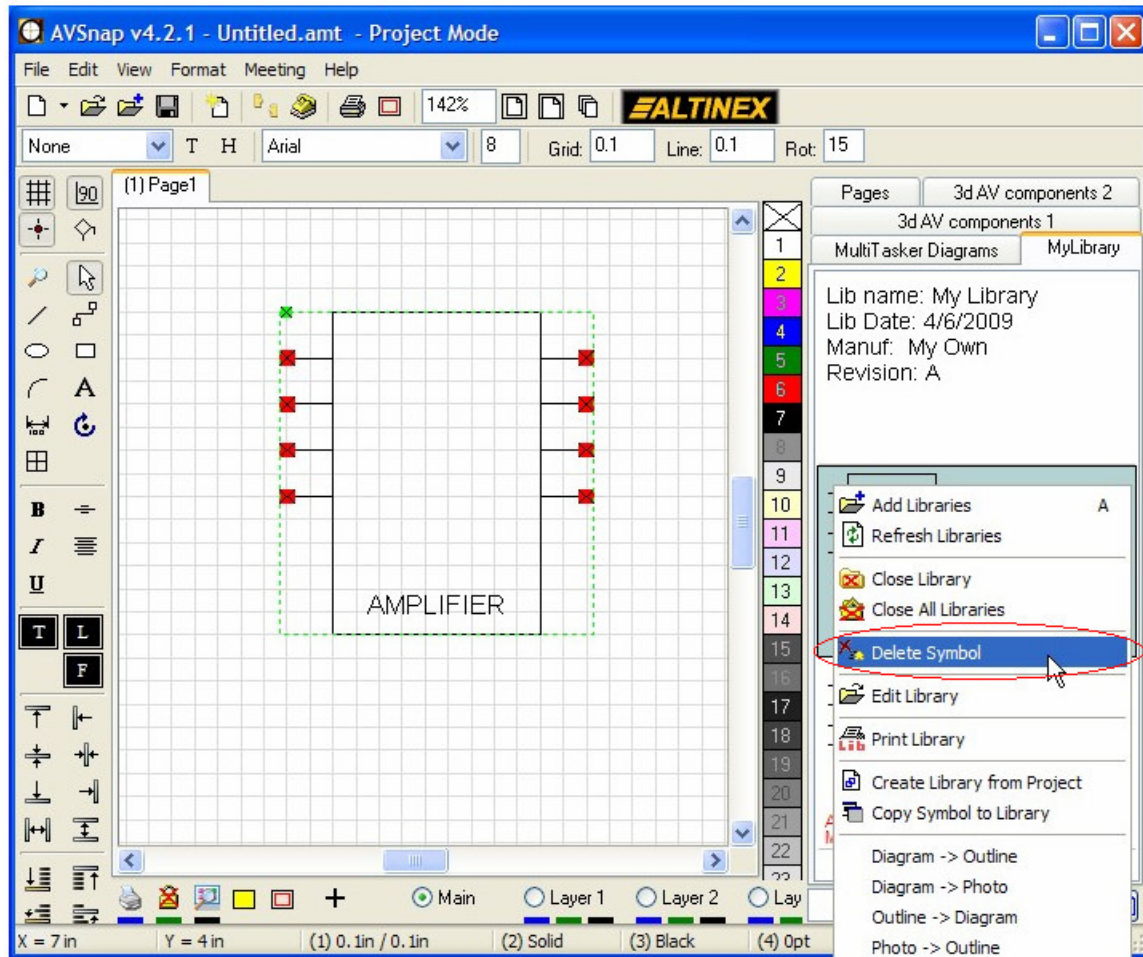 AVSnap v4.2.1 - Untitled.amt - Project Mode
File Edit View Format Meeting Help
142% ALTINEX
None T H Arial 8 Grid: 0.1 Line: 0.1 Rot: 15
(1) Page1
Pages 3d AV components 2
3d AV components 1
MultiTasker Diagrams MyLibrary
90
Lib name: My Library
Lib Date: 4/6/2009
Manuf: My Own
Revision: A
1
2
3
4
5
6
7
8
9
10
11
12
13
14
15
16
17
18
19
20
21
22
A
100
B
I
U
T L
F
AMPLIFIER
Add Libraries A
Refresh Libraries
Close Library
Close All Libraries
Delete Symbol
Edit Library
Lib Print Library
Create Library from Project
Copy Symbol to Library
Diagram -> Outline
Diagram -> Photo
Outline -> Diagram
Photo -> Outline
Main Layer 1 Layer 2 Lay
X = 7 in Y = 4 in (1) 0.1in / 0.1in (2) Solid (3) Black (4) 0pt